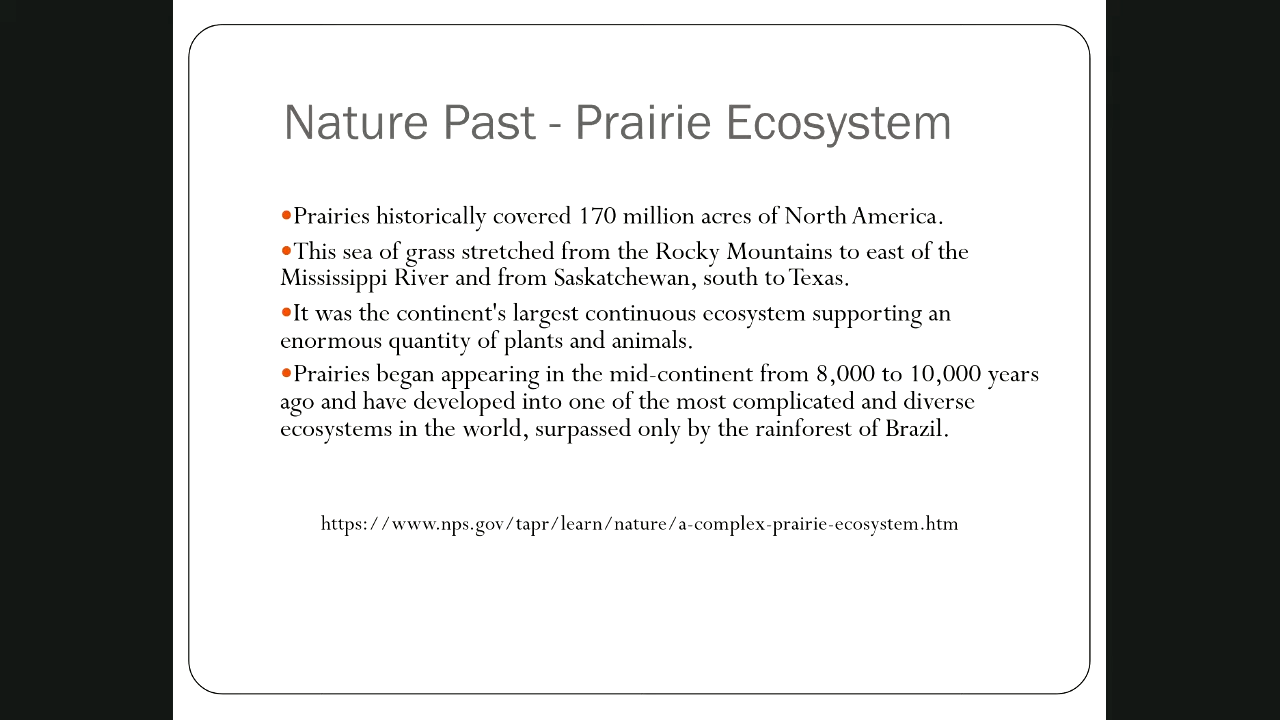 Nature Past - Prairie Ecosystem
•Prairies historically covered 170 million acres of North America.
•This sea of grass stretched from the Rocky Mountains to east of the
Mississippi River and from Saskatchewan, south to Texas.
•It was the continent's largest continuous ecosystem supporting an
enormous quantity of plants and animals.
•Prairies began appearing in the mid-continent from 8,000 to 10,000 years
ago and have developed into one of the most complicated and diverse
ecosystems in the world, surpassed only by the rainforest of Brazil.
https://www.nps.gov/tapr/learn/nature/a-complex-prairie-ecosystem.htm